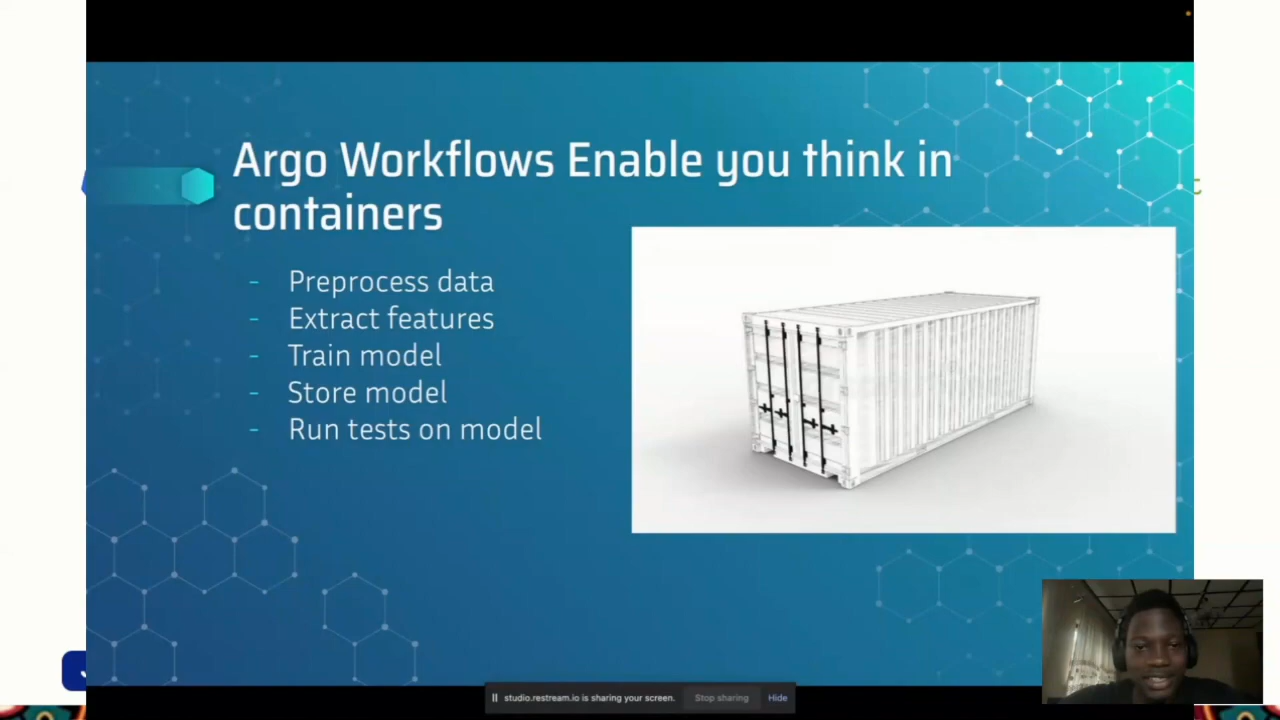 Argo Workflows Enable you think in
containers
- Preprocess data
- Extract features
- Train model
- Store model
- Run tests on model
studio.restream.io is sharing your screen. Stop sharing Hide